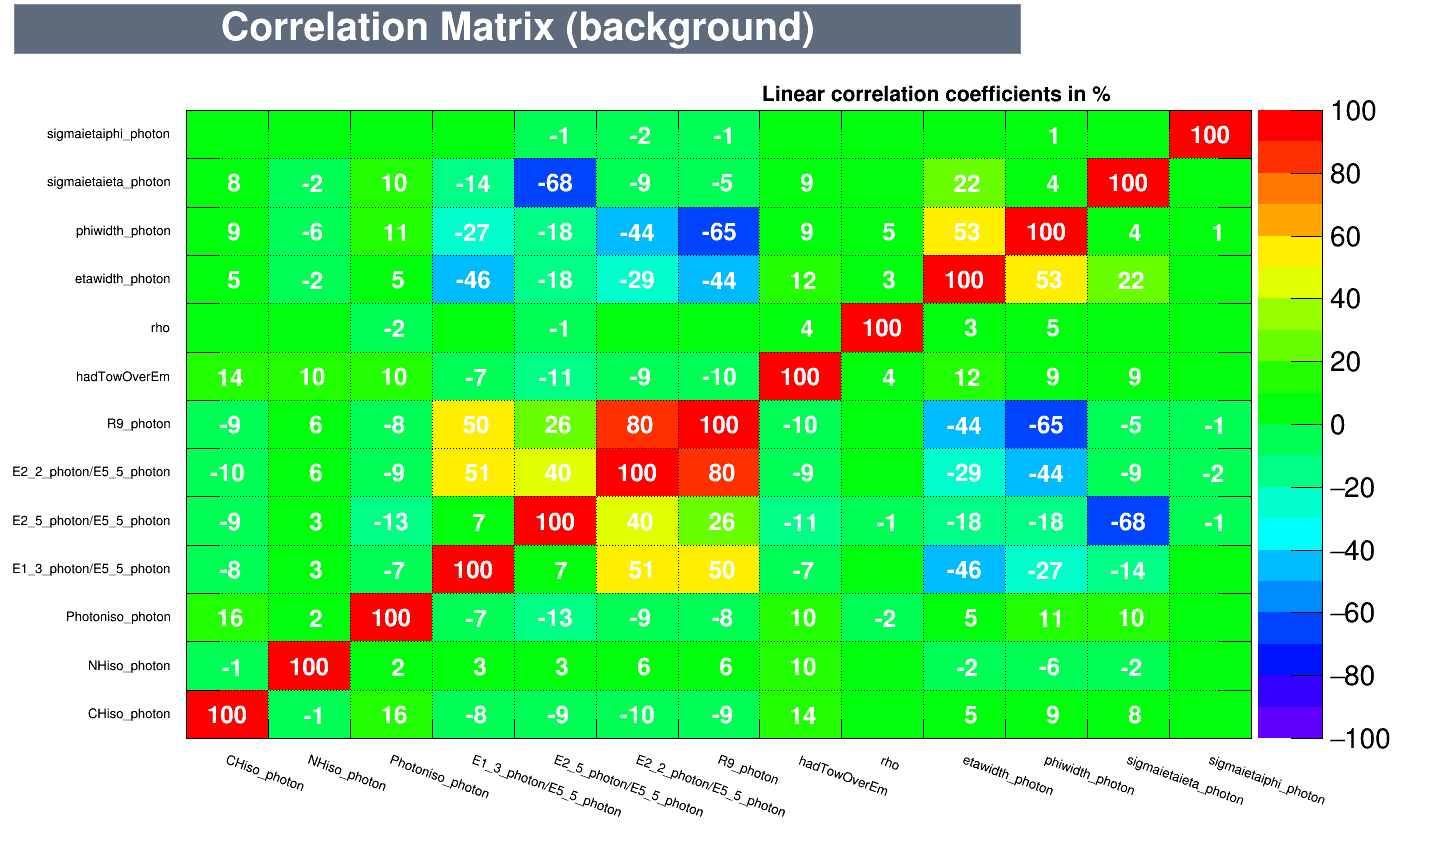 Correlation Matrix (background)
Linear correlation coefficients in %
sigmaietaiphi_photon -1 -2 -1 1 100
sigmaietaieta_photon 8 -2 10 -14 -68 -9 -5 9 22 4 100
phiwidth_photon 9 -6 11 -27 -18 -44 -65 9 5 53 100 4 1
etawidth_photon 5 -2 5 -46 -18 -29 -44 12 3 100 53 22
rho -2 -1 4 100 3 5
hadTowOverEm 14 10 10 -7 -11 -9 -10 100 4 12 9 9
R9_photon -9 6 -8 50 26 80 100 -10 -44 -65 -5 -1
E2_2_photon/E5_5_photon -10 6 -9 51 40 100 80 -9 -29 -44 -9 -2
E2_5_photon/E5_5_photon -9 3 -13 7 100 40 26 -11 -1 -18 -18 -68 -1
E1_3_photon/E5_5_photon -8 3 -7 100 7 51 50 -7 -46 -27 -14
Photoniso_photon 16 2 100 -7 -13 -9 -8 10 -2 5 11 10
NHiso_photon -1 100 2 3 3 6 6 10 -2 -6 -2
CHiso_photon 100 -1 16 -8 -9 -10 -9 14 5 9 8
CHiso_photon
NHiso_photon
Photoniso_photon
E1_3_photon/E5_5_photon
E2_5_photon/E5_5_photon
E2_2_photon/E5_5_photon
R9_photon
hadTowOverEm
rho
etawidth_photon
phiwidth_photon
sigmaietaieta_photon
sigmaietaiphi_photon
100
80
60
40
20
0
−20
−40
−60
−80
−100